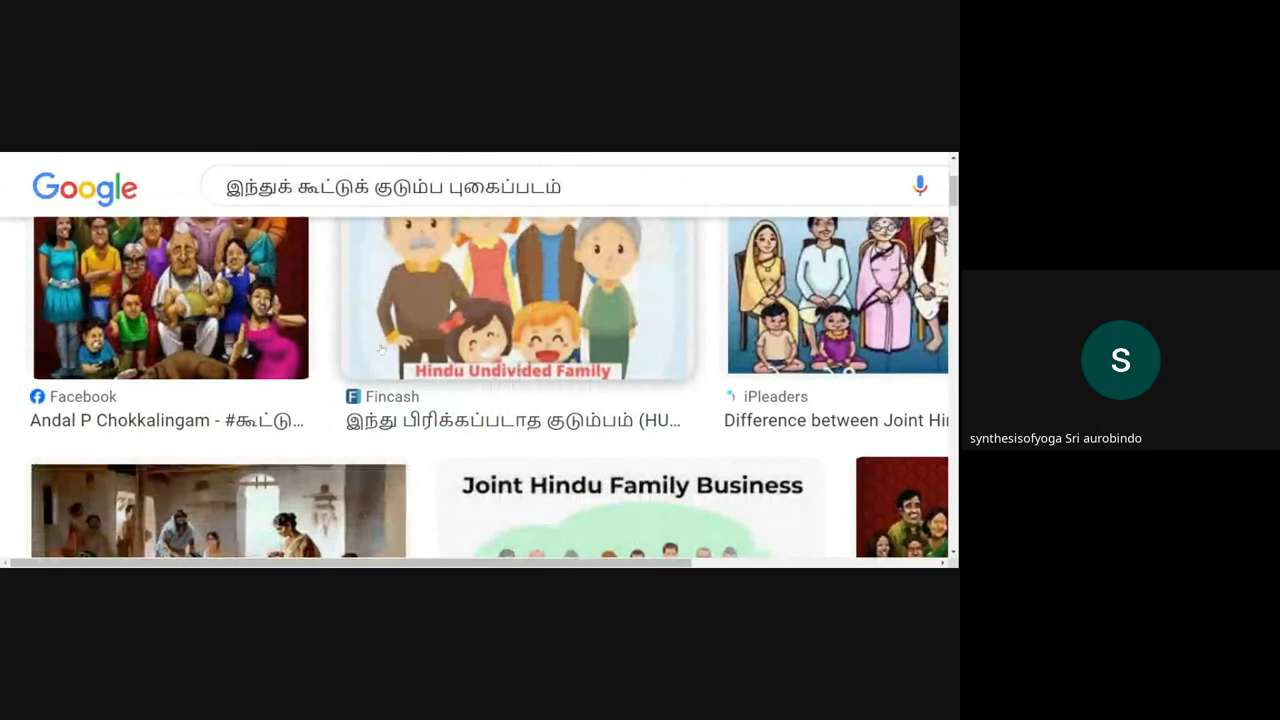 Google
இந்துக் கூட்டுக் குடும்ப புகைப்படம்
Hindu Undivided Family
Facebook
Fincash
iPleaders
Andal P Chokkalingam - #கூட்டு...
இந்து பிரிக்கப்படாத குடும்பம் (HU...
Difference between Joint Hi
Joint Hindu Family Business
S
synthesisofyoga Sri aurobindo